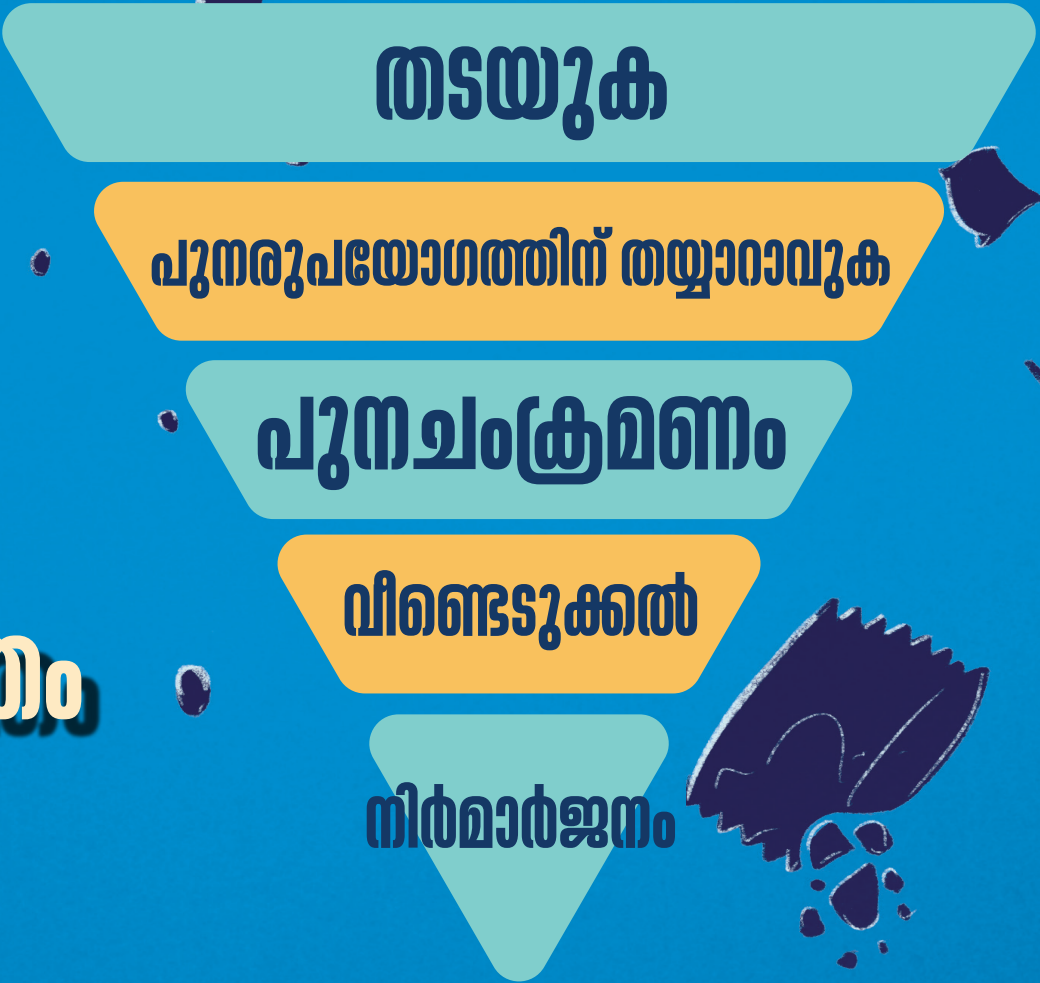 തടയുക
പുനരുപയോഗത്തിന് തയ്യാറാവുക
പുനചംക്രമണം
വീണ്ടെടുക്കൽ
നിർമാർജനം